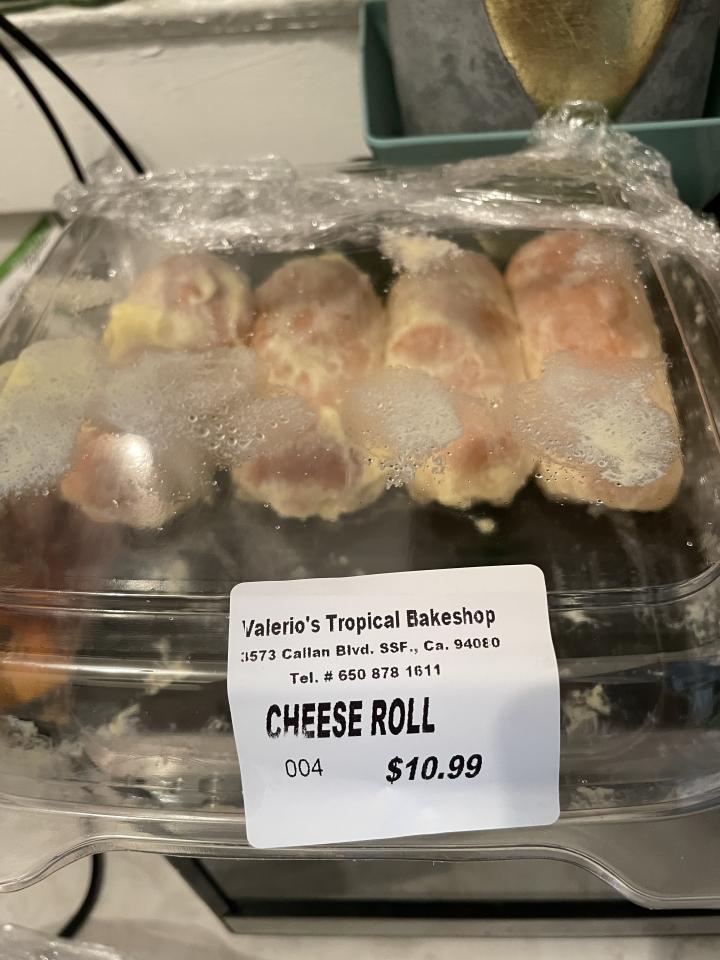 Valerio's Tropical Bakeshop
3573 Callan Blvd. SSF., Ca. 94080
Tel. # 650 878 1611
CHEESE ROLL
004 $10.99